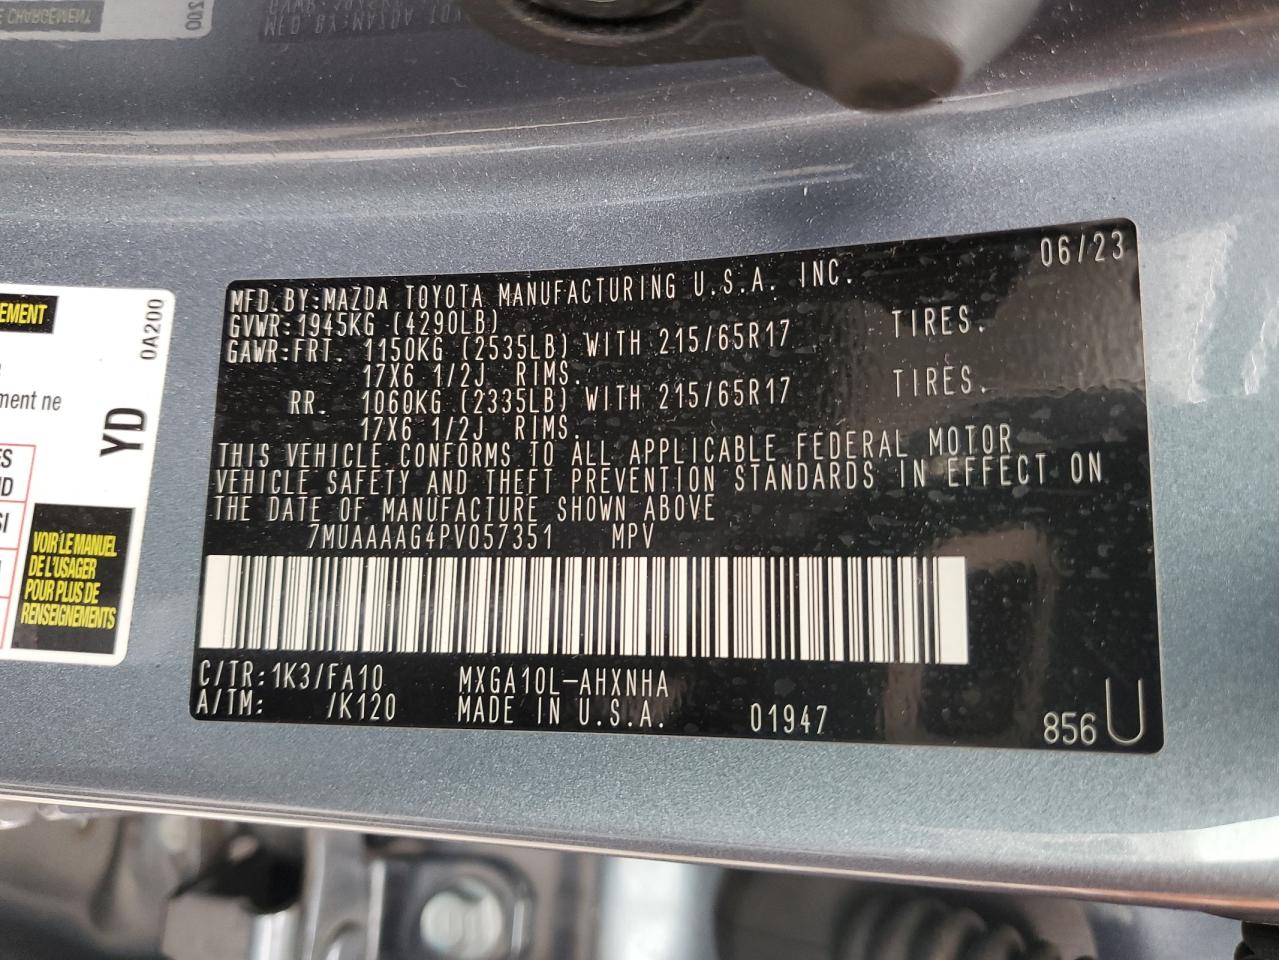 MFD.BY:MAZDA TOYOTA MANUFACTURING U.S.A. INC. 06/23
GVWR:1945KG (4290LB)
GAWR:FRT. 1150KG (2535LB) WITH 215/65R17 TIRES.
17X6 1/2J RIMS.
RR. 1060KG (2335LB) WITH 215/65R17 TIRES.
17X6 1/2J RIMS.
THIS VEHICLE CONFORMS TO ALL APPLICABLE FEDERAL MOTOR
VEHICLE SAFETY AND THEFT PREVENTION STANDARDS IN EFFECT ON
THE DATE OF MANUFACTURE SHOWN ABOVE
7MUAAAAG4PV057351 MPV
C/TR:1K3/FA10 MXGA10L-AHXNHA
A/TM: /K120 MADE IN U.S.A. 01947 856 U
EMENT
0A200
ment ne
YD
ES
ND
SI
VOIR LE MANUEL
DE L'USAGER
POUR PLUS DE
RENSEIGNEMENTS